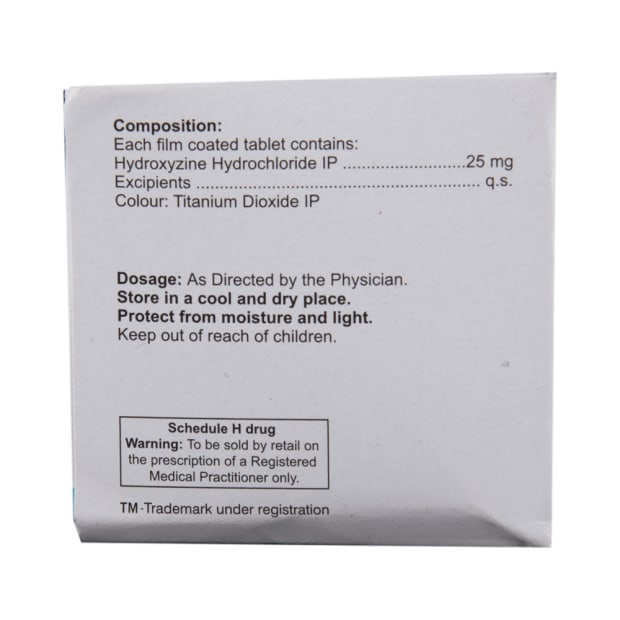 Composition:
Each film coated tablet contains:
Hydroxyzine Hydrochloride IP ..........................25 mg
Excipients ............................................................ q.s.
Colour: Titanium Dioxide IP
Dosage: As Directed by the Physician.
Store in a cool and dry place.
Protect from moisture and light.
Keep out of reach of children.
Schedule H drug
Warning: To be sold by retail on
the prescription of a Registered
Medical Practitioner only.
TM-Trademark under registration